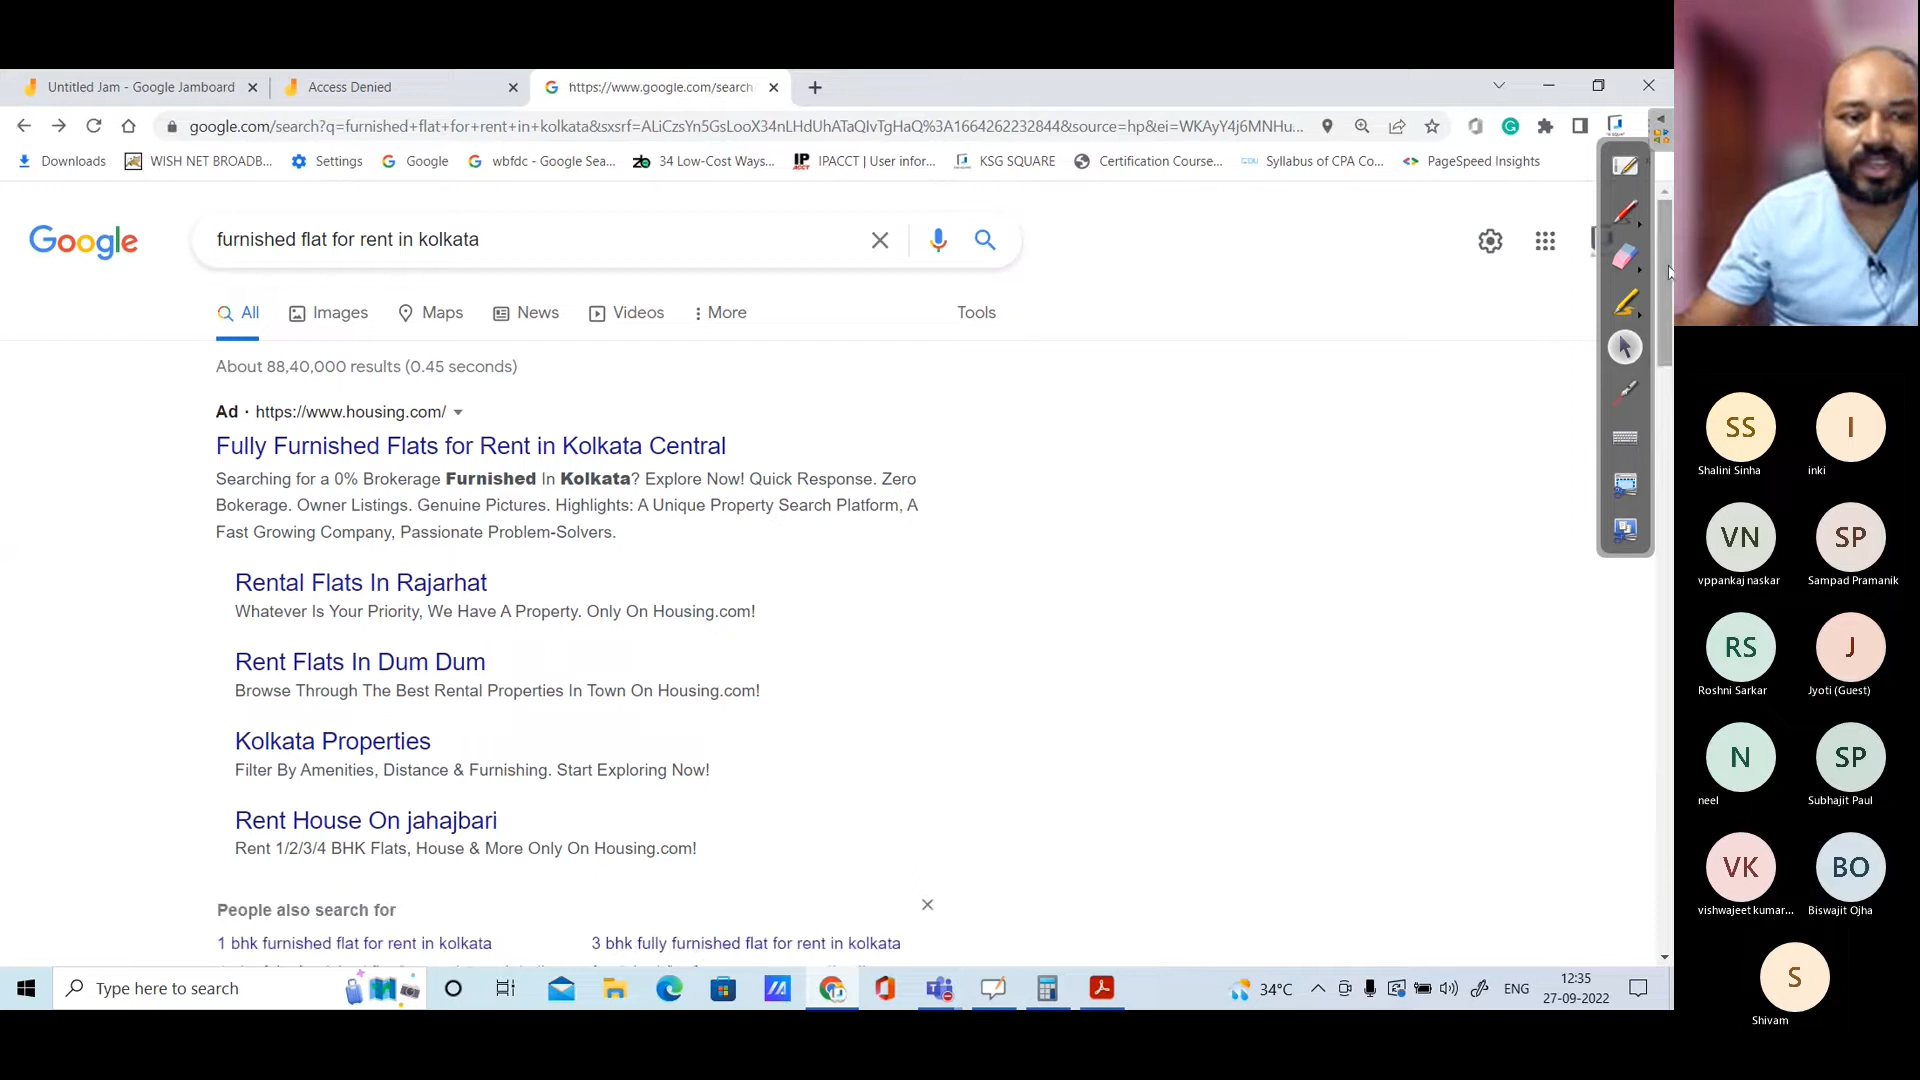 Untitled Jam - Google Jamboard
Access Denied
https://www.google.com/search
google.com/search?q=furnished+flat+for+rent+in+kolkata&sxsrf=ALiCzsYn5GsLooX34nLHdUhATaQIvTgHaQ%3A1664262232844&source=hp&ei=WKAyY4j6MNHu...
Downloads
WISH NET BROADB...
Settings
Google
wbfdc - Google Sea...
34 Low-Cost Ways...
IPACCT | User infor...
KSG SQUARE
Certification Course...
Syllabus of CPA Co...
PageSpeed Insights
Google
furnished flat for rent in kolkata
All
Images
Maps
News
Videos
More
Tools
About 88,40,000 results (0.45 seconds)
Ad · https://www.housing.com/
Fully Furnished Flats for Rent in Kolkata Central
Searching for a 0% Brokerage Furnished In Kolkata? Explore Now! Quick Response. Zero
Bokerage. Owner Listings. Genuine Pictures. Highlights: A Unique Property Search Platform, A
Fast Growing Company, Passionate Problem-Solvers.
Rental Flats In Rajarhat
Whatever Is Your Priority, We Have A Property. Only On Housing.com!
Rent Flats In Dum Dum
Browse Through The Best Rental Properties In Town On Housing.com!
Kolkata Properties
Filter By Amenities, Distance & Furnishing. Start Exploring Now!
Rent House On jahajbari
Rent 1/2/3/4 BHK Flats, House & More Only On Housing.com!
People also search for
1 bhk furnished flat for rent in kolkata
3 bhk fully furnished flat for rent in kolkata
Type here to search
34°C
ENG
12:35
27-09-2022
SS
Shalini Sinha
I
inki
VN
vppankaj naskar
SP
Sampad Pramanik
RS
Roshni Sarkar
J
Jyoti (Guest)
N
neel
SP
Subhajit Paul
VK
vishwajeet kumar...
BO
Biswajit Ojha
S
Shivam